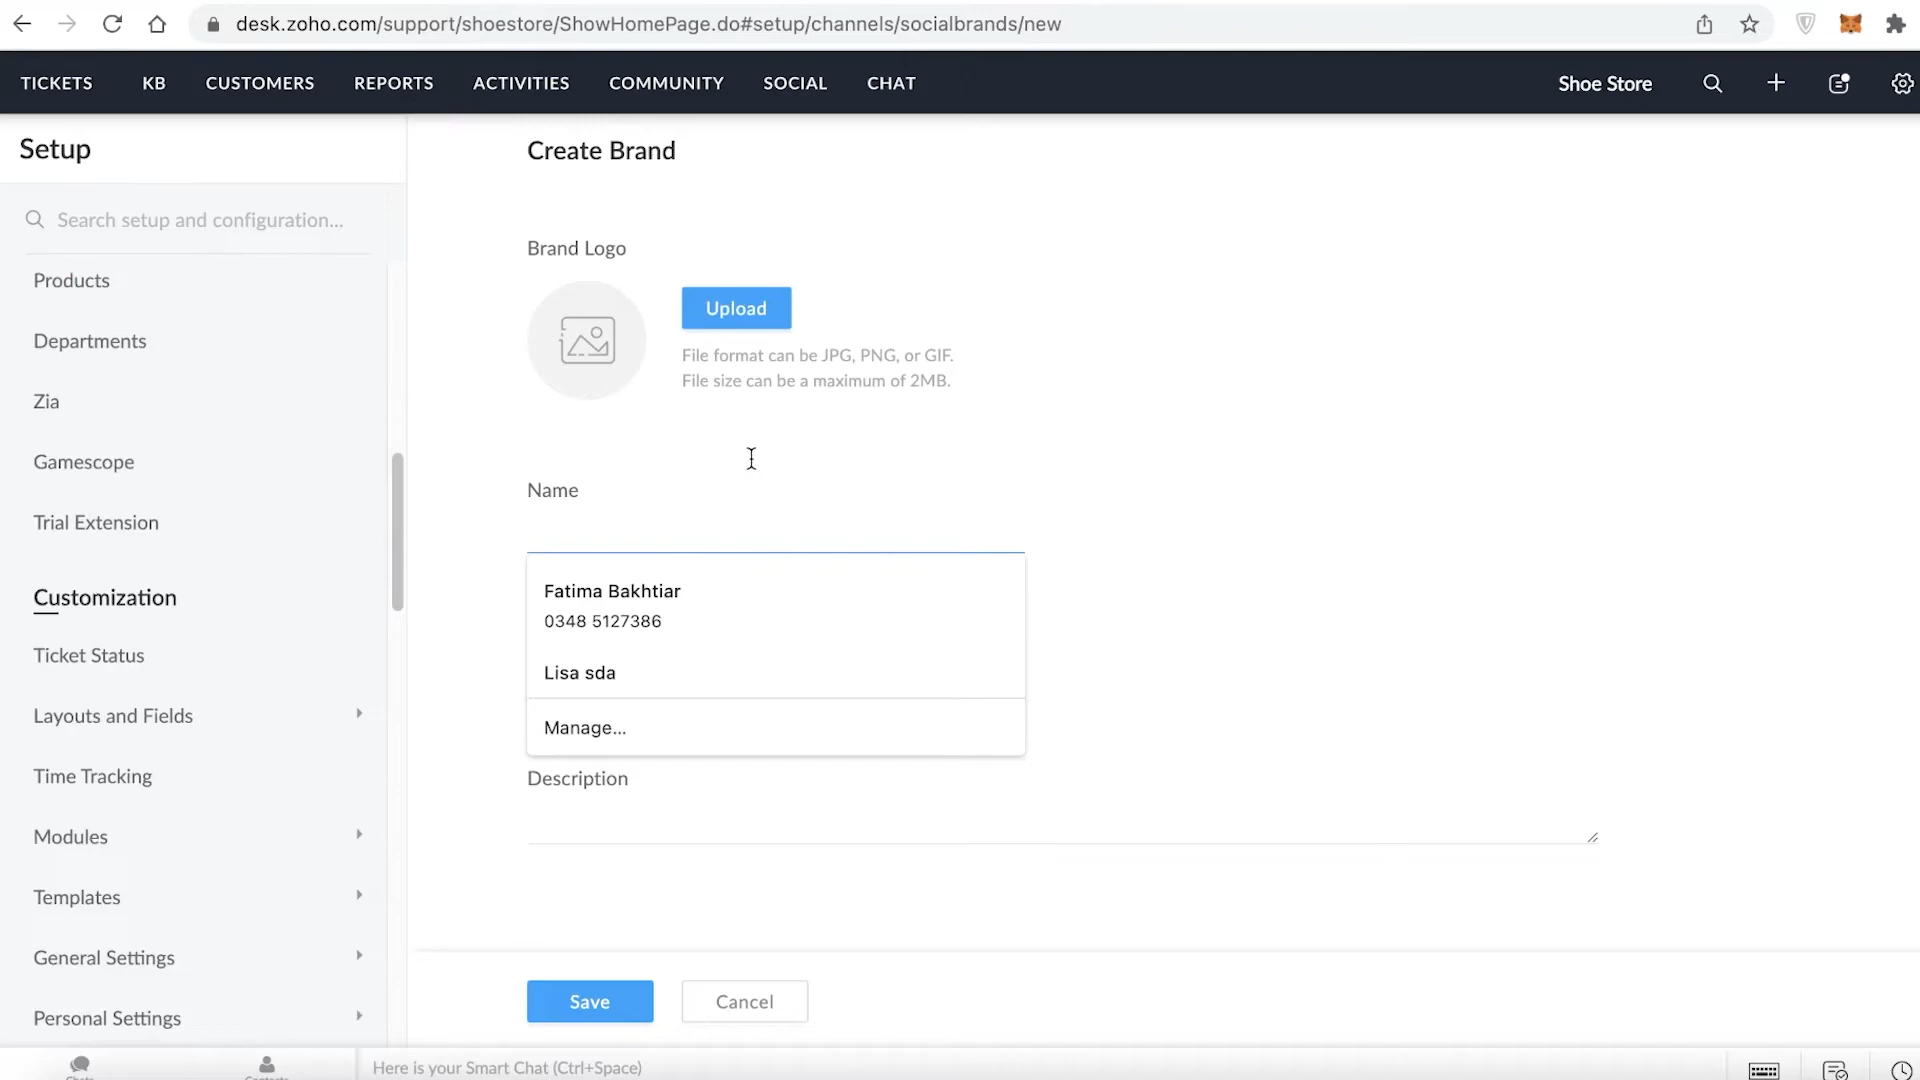 desk.zoho.com/support/shoestore/ShowHomePage.do#setup/channels/socialbrands/new
TICKETS KB CUSTOMERS REPORTS ACTIVITIES COMMUNITY SOCIAL CHAT Shoe Store
Setup
Search setup and configuration...
Products
Departments
Zia
Gamescope
Trial Extension
Customization
Ticket Status
Layouts and Fields
Time Tracking
Modules
Templates
General Settings
Personal Settings
Create Brand
Brand Logo
Upload
File format can be JPG, PNG, or GIF.
File size can be a maximum of 2MB.
Name
Fatima Bakhtiar
0348 5127386
Lisa sda
Manage...
Description
Save Cancel
Here is your Smart Chat (Ctrl+Space)